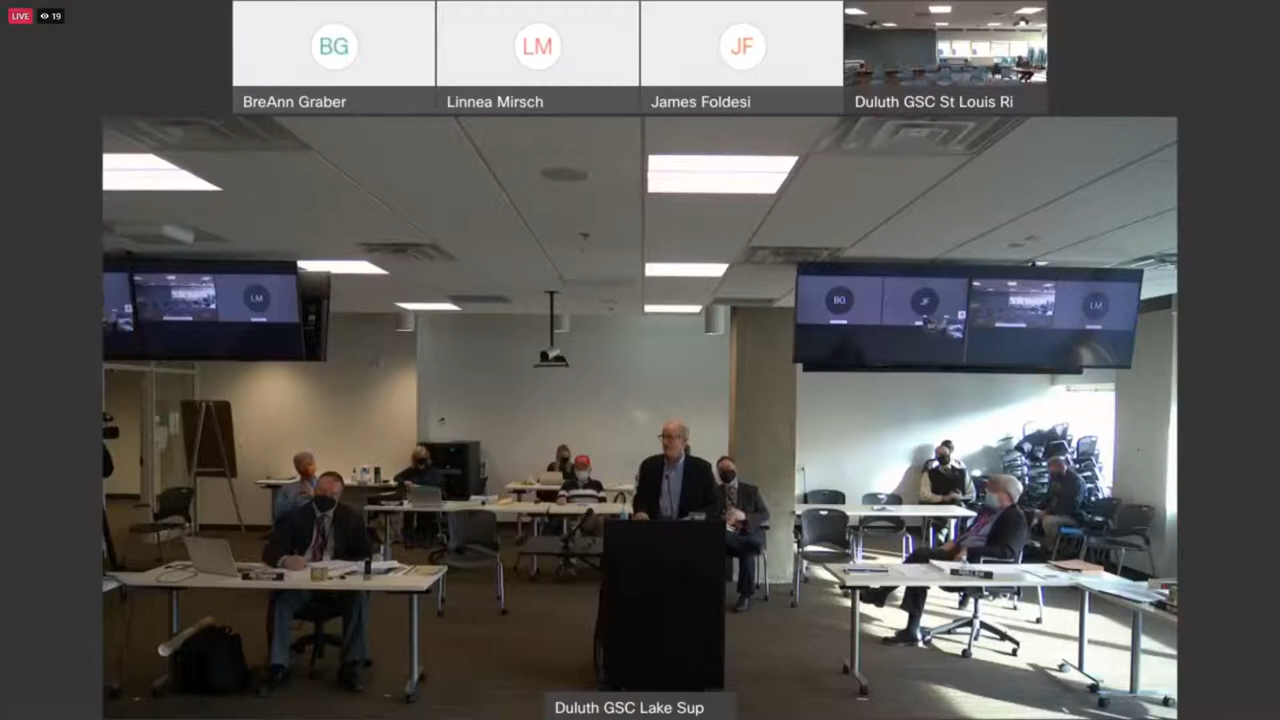 LIVE 19
BG
LM
JF
BreAnn Graber
Linnea Mirsch
James Foldesi
Duluth GSC St Louis Ri
LM
BG
JF
LM
Duluth GSC Lake Sup